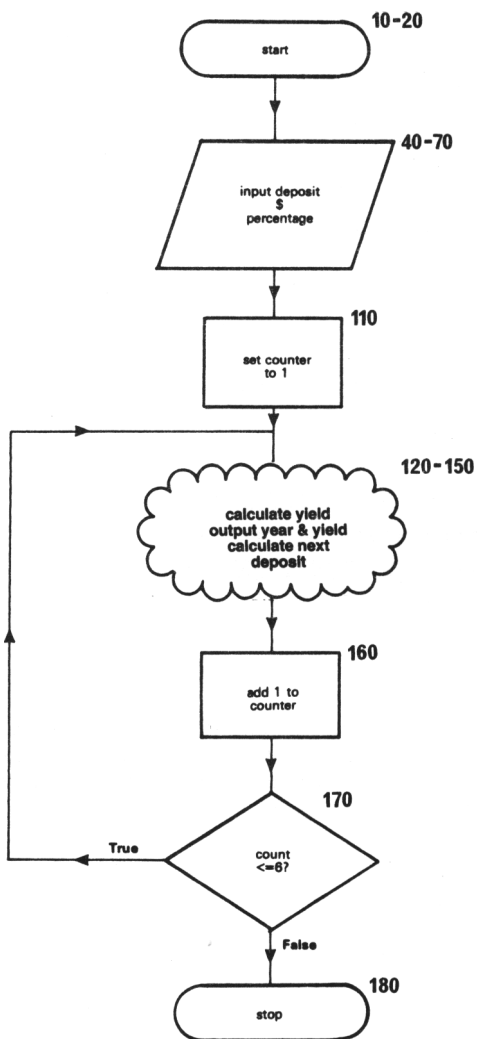 10-20
start
40-70
input deposit
$
percentage
110
set counter
to 1
120-150
calculate yield
output year & yield
calculate next
deposit
160
add 1 to
counter
170
count
<=6?
True
False
180
stop